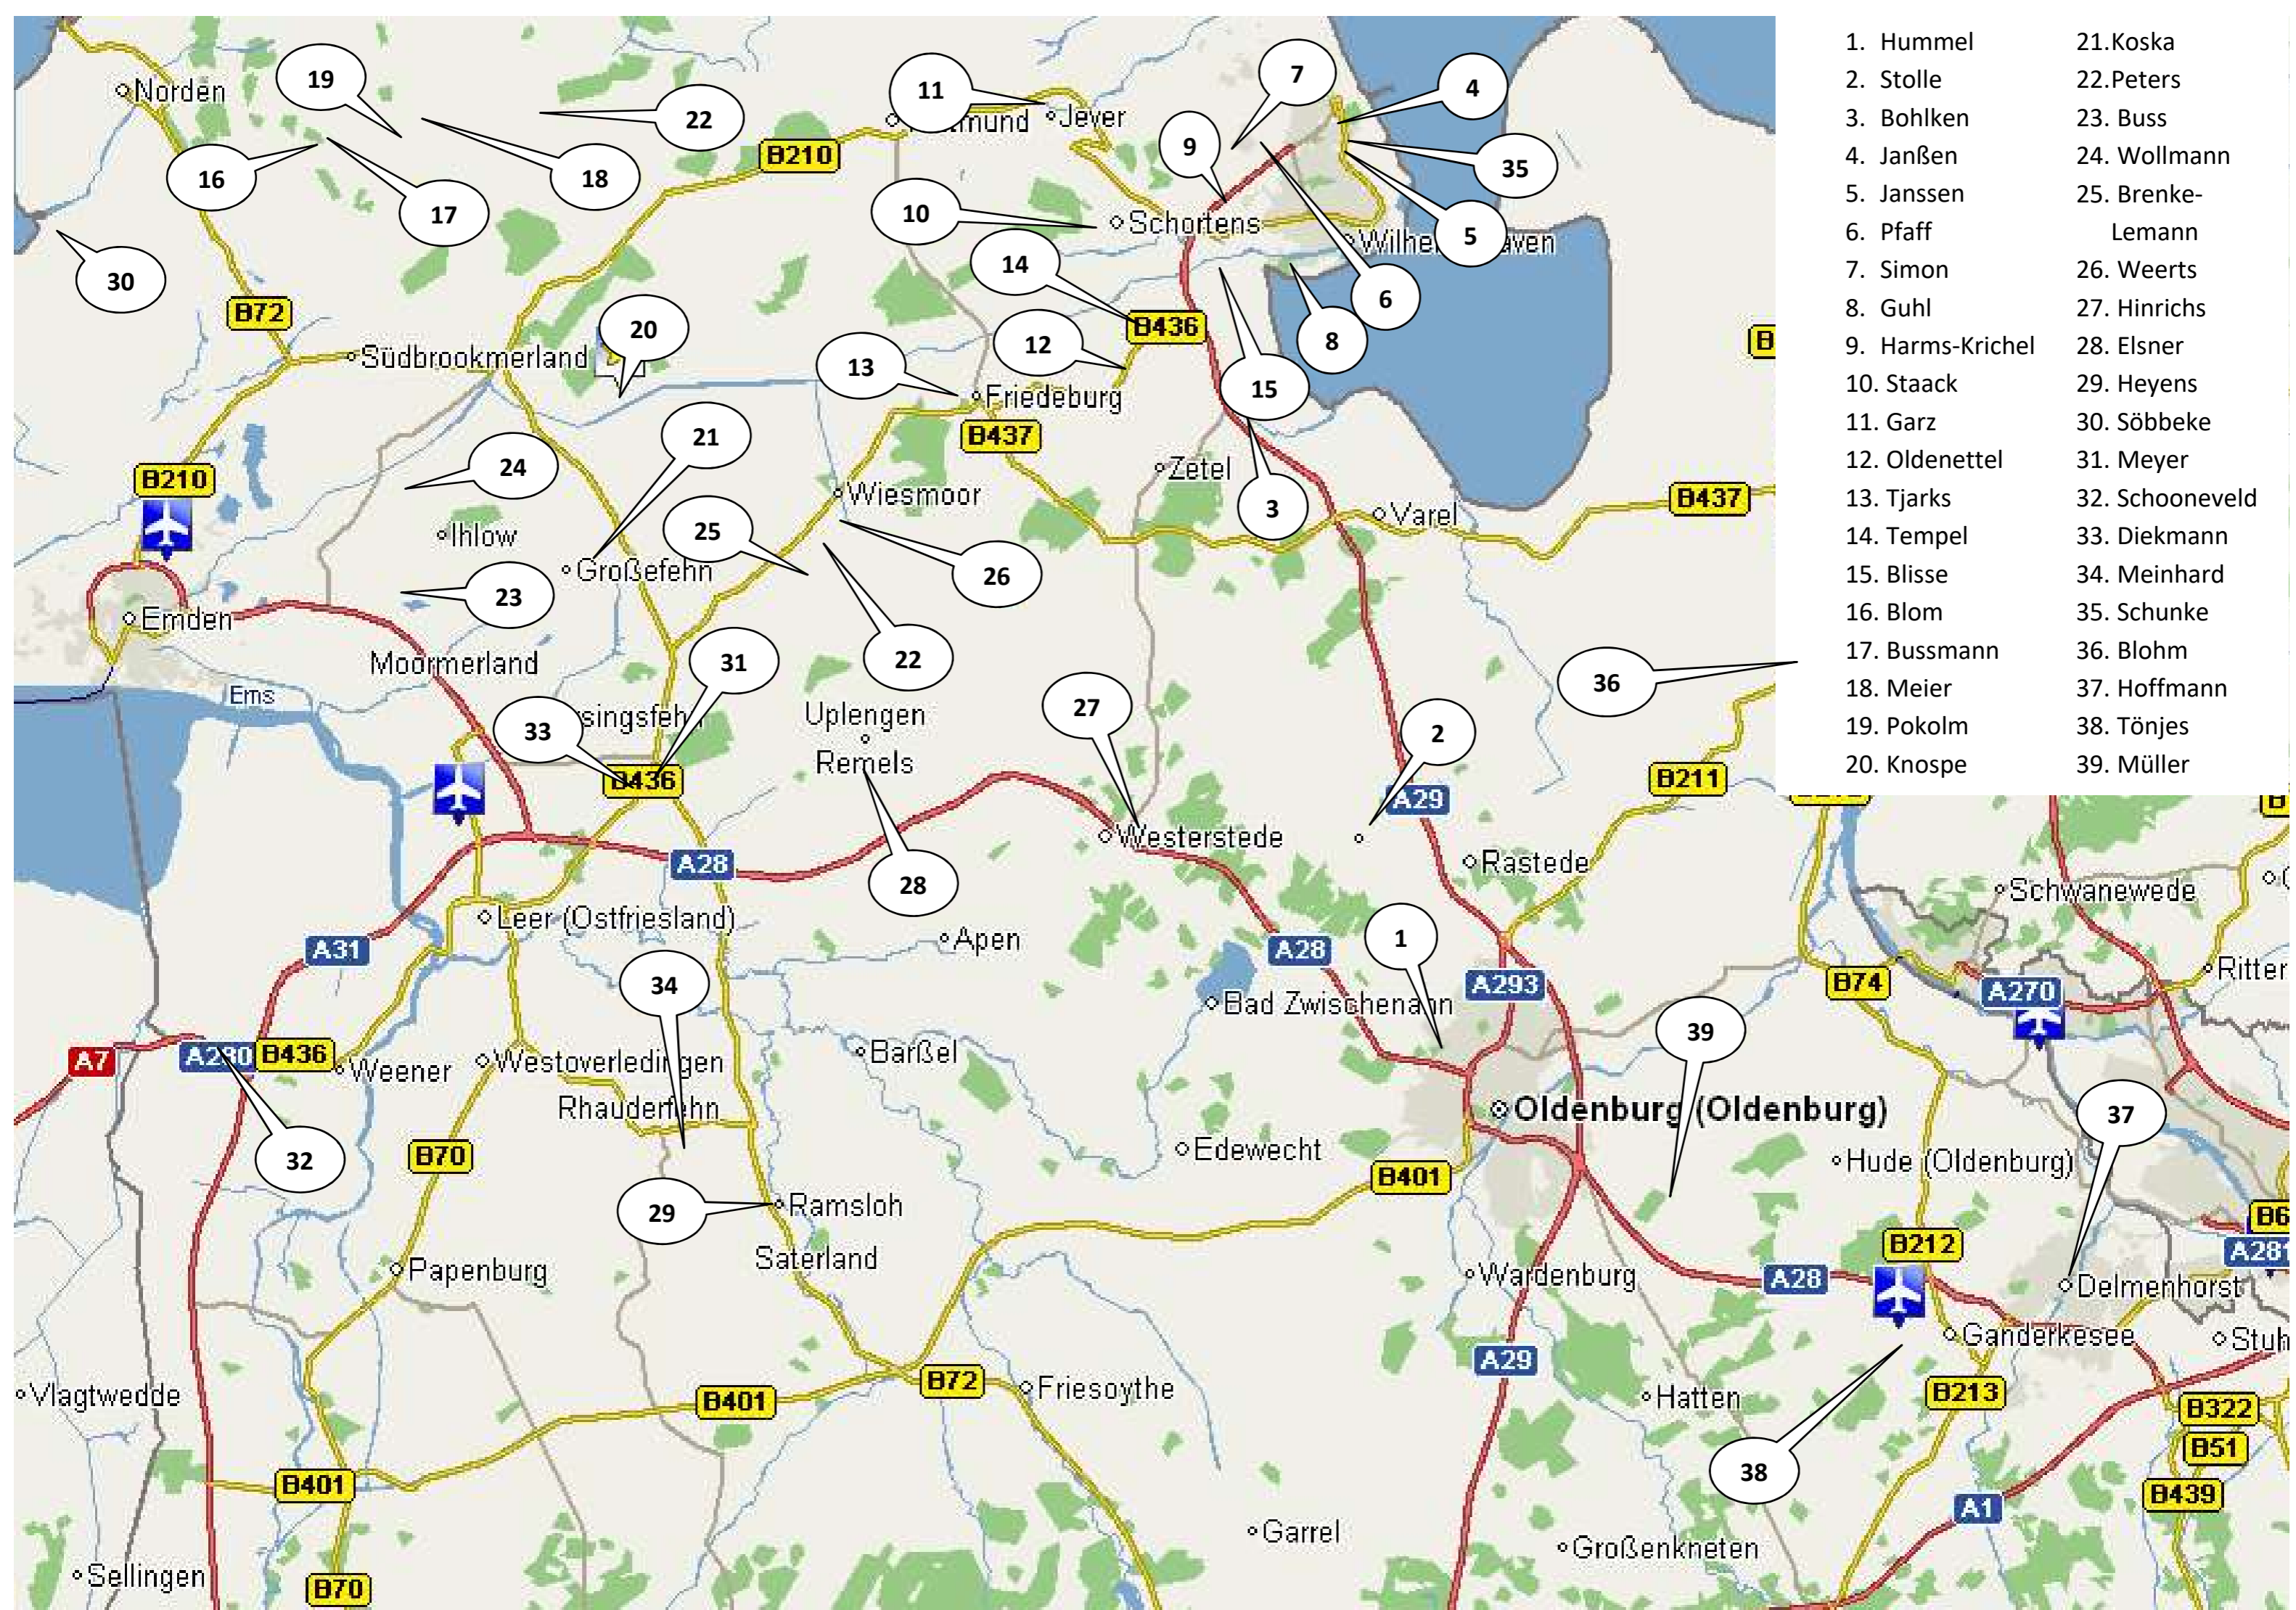 1. Hummel
2. Stolle
3. Bohlken
4. Janßen
5. Janssen
6. Pfaff
7. Simon
8. Guhl
9. Harms-Krichel
10. Staack
11. Garz
12. Oldenettel
13. Tjarks
14. Tempel
15. Blisse
16. Blom
17. Bussmann
18. Meier
19. Pokolm
20. Knospe
21.Koska
22.Peters
23. Buss
24. Wollmann
25. Brenke-
Lemann
26. Weerts
27. Hinrichs
28. Elsner
29. Heyens
30. Söbbeke
31. Meyer
32. Schooneveld
33. Diekmann
34. Meinhard
35. Schunke
36. Blohm
37. Hoffmann
38. Tönjes
39. Müller
19
11
7
4
Norden
22
Jever
9
B210
35
16
18
17
10
Schortens
5
14
30
6
B72
20
B436
8
12
Südbrookmerland
13
15
Friedeburg
21
B437
24
Zetel
B210
Wiesmoor
B437
3
Varel
25
Ihlow
Großefehn
26
23
Emden
Moormerland
31
22
36
Ems
27
33
Uplengen
2
Remels
B436
B211
A29
Westerstede
A28
Rastede
28
Schwanewede
Leer (Ostfriesland)
A31
Apen
1
A28
34
A293
B74
A270
Bad Zwischenahn
39
A7
A280
B436
Weener
Westoverledingen
Barßel
Rhauderfehn
Oldenburg (Oldenburg)
37
32
B70
Edewecht
B401
Hude (Oldenburg)
29
Ramsloh
B212
Saterland
A281
Papenburg
Wardenburg
A28
Delmenhorst
Ganderkesee
A29
B72
B401
Friesoythe
Vlagtwedde
Hatten
B213
B322
B51
38
B401
B439
A1
Garrel
Großenkneten
Sellingen
B70